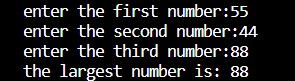 enter the first number:55
enter the second number:44
enter the third number:88
the largest number is: 88